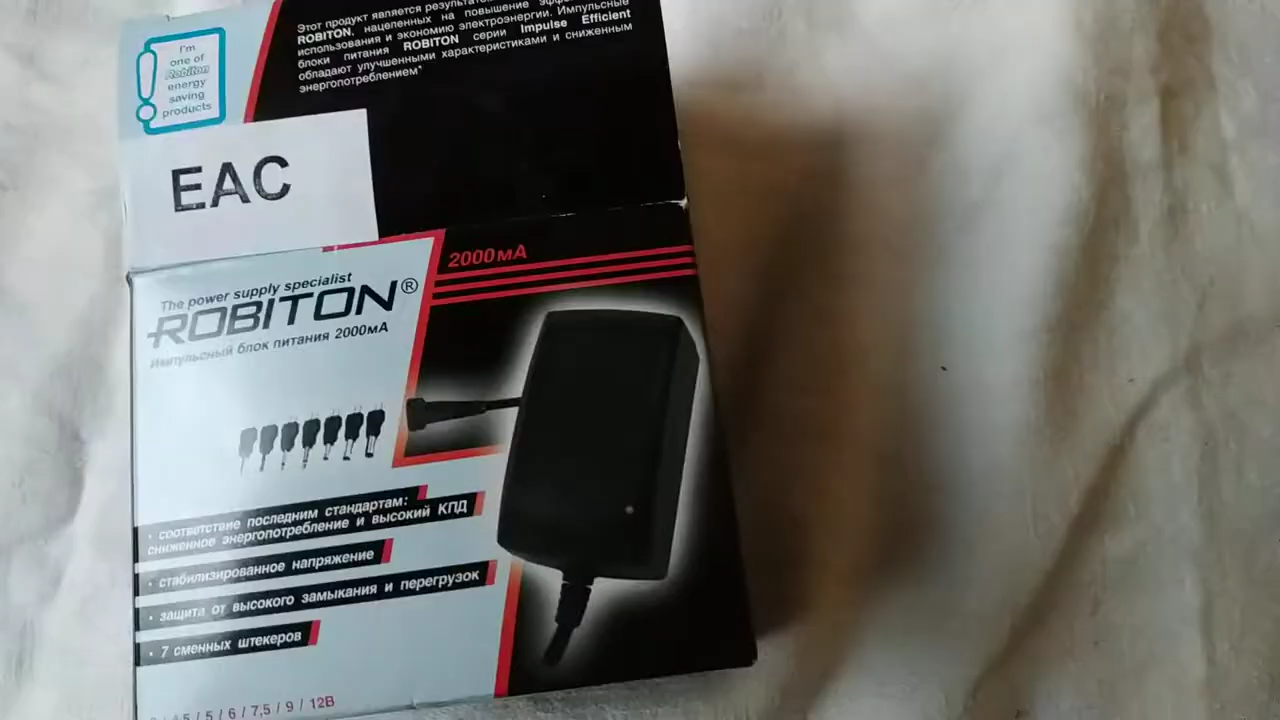 I'm
one of
Robiton
energy
saving
products
Этот продукт является
ROBITON, нацеленных на повышение
использования и экономию электроэнергии. Импульсные
блоки питания ROBITON серии Impulse Efficient
обладают улучшенными характеристиками и сниженным
энергопотреблением*
EAC
2000мА
The power supply specialist
ROBITON®
Импульсный блок питания 2000мА
· соответствие последним стандартам:
сниженное энергопотребление и высокий КПД
· стабилизированное напряжение
· защита от высокого замыкания и перегрузок
· 7 сменных штекеров
/ 5 / 6 / 7,5 / 9 / 12В